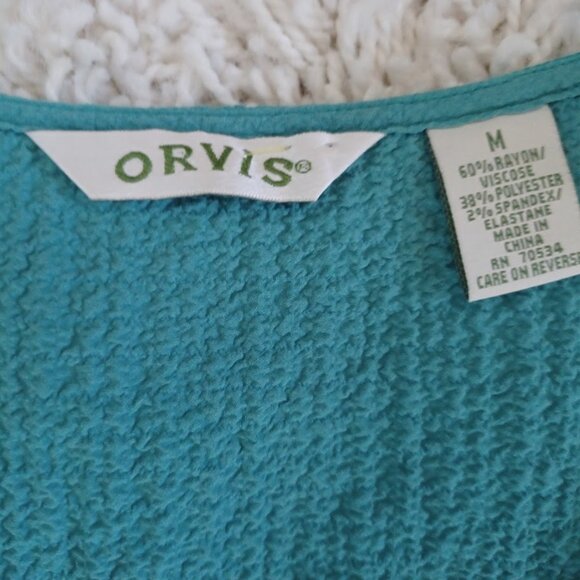 ORVIS®
M
60% RAYON/
VISCOSE
38% POLYESTER
2% SPANDEX/
ELASTANE
MADE IN
CHINA
RN 70534
CARE ON REVERSE